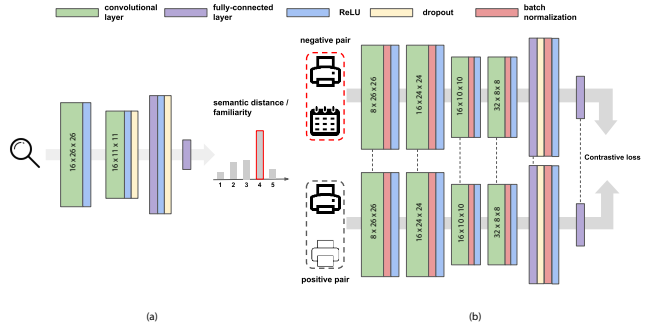 convolutional layer
fully-connected layer
ReLU
dropout
batch normalization
16 x 26 x 26
16 x 11 x 11
semantic distance / familiarity
1 2 3 4 5
(a)
negative pair
8 x 26 x 26
16 x 24 x 24
16 x 10 x 10
32 x 8 x 8
Contrastive loss
8 x 26 x 26
16 x 24 x 24
16 x 10 x 10
32 x 8 x 8
positive pair
(b)